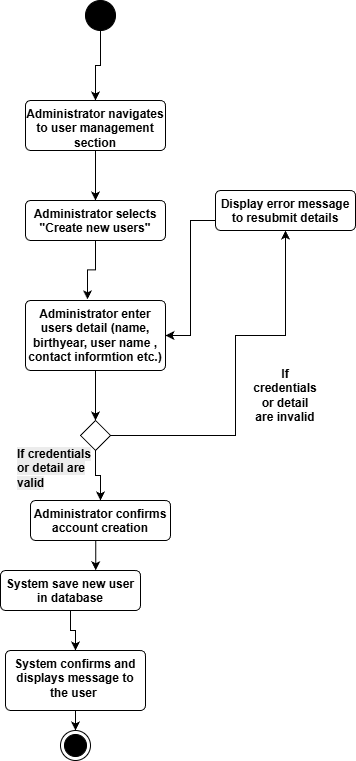 Administrator navigates
to user management
section
Administrator selects
"Create new users"
Display error message
to resubmit details
Administrator enter
users detail (name,
birthyear, user name ,
contact informtion etc.)
If
credentials
or detail
are invalid
If credentials
or detail are
valid
Administrator confirms
account creation
System save new user
in database
System confirms and
displays message to
the user